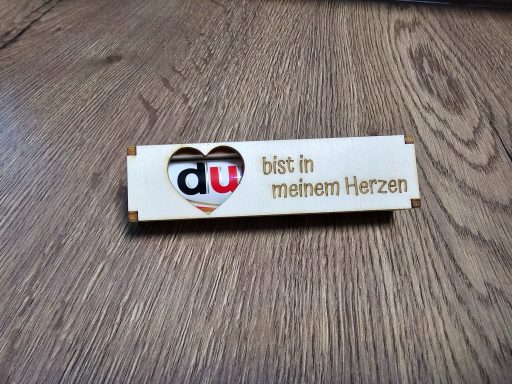 du
bist in
meinem Herzen